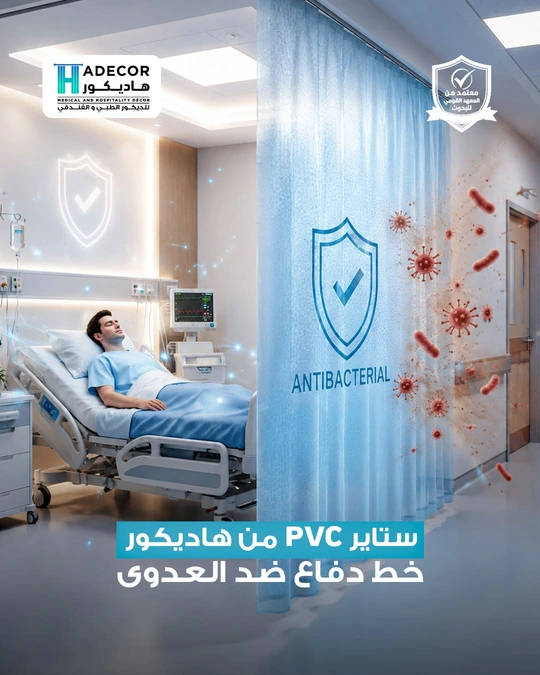 HADECOR
هاديكور
MEDICAL AND HOSPITALITY DÉCOR
للديكور الطبي و الفندقي
معتمد من
المعهد القومي
للبحوث
ANTIBACTERIAL
ستاير PVC من هاديكور
خط دفاع ضد العدوى